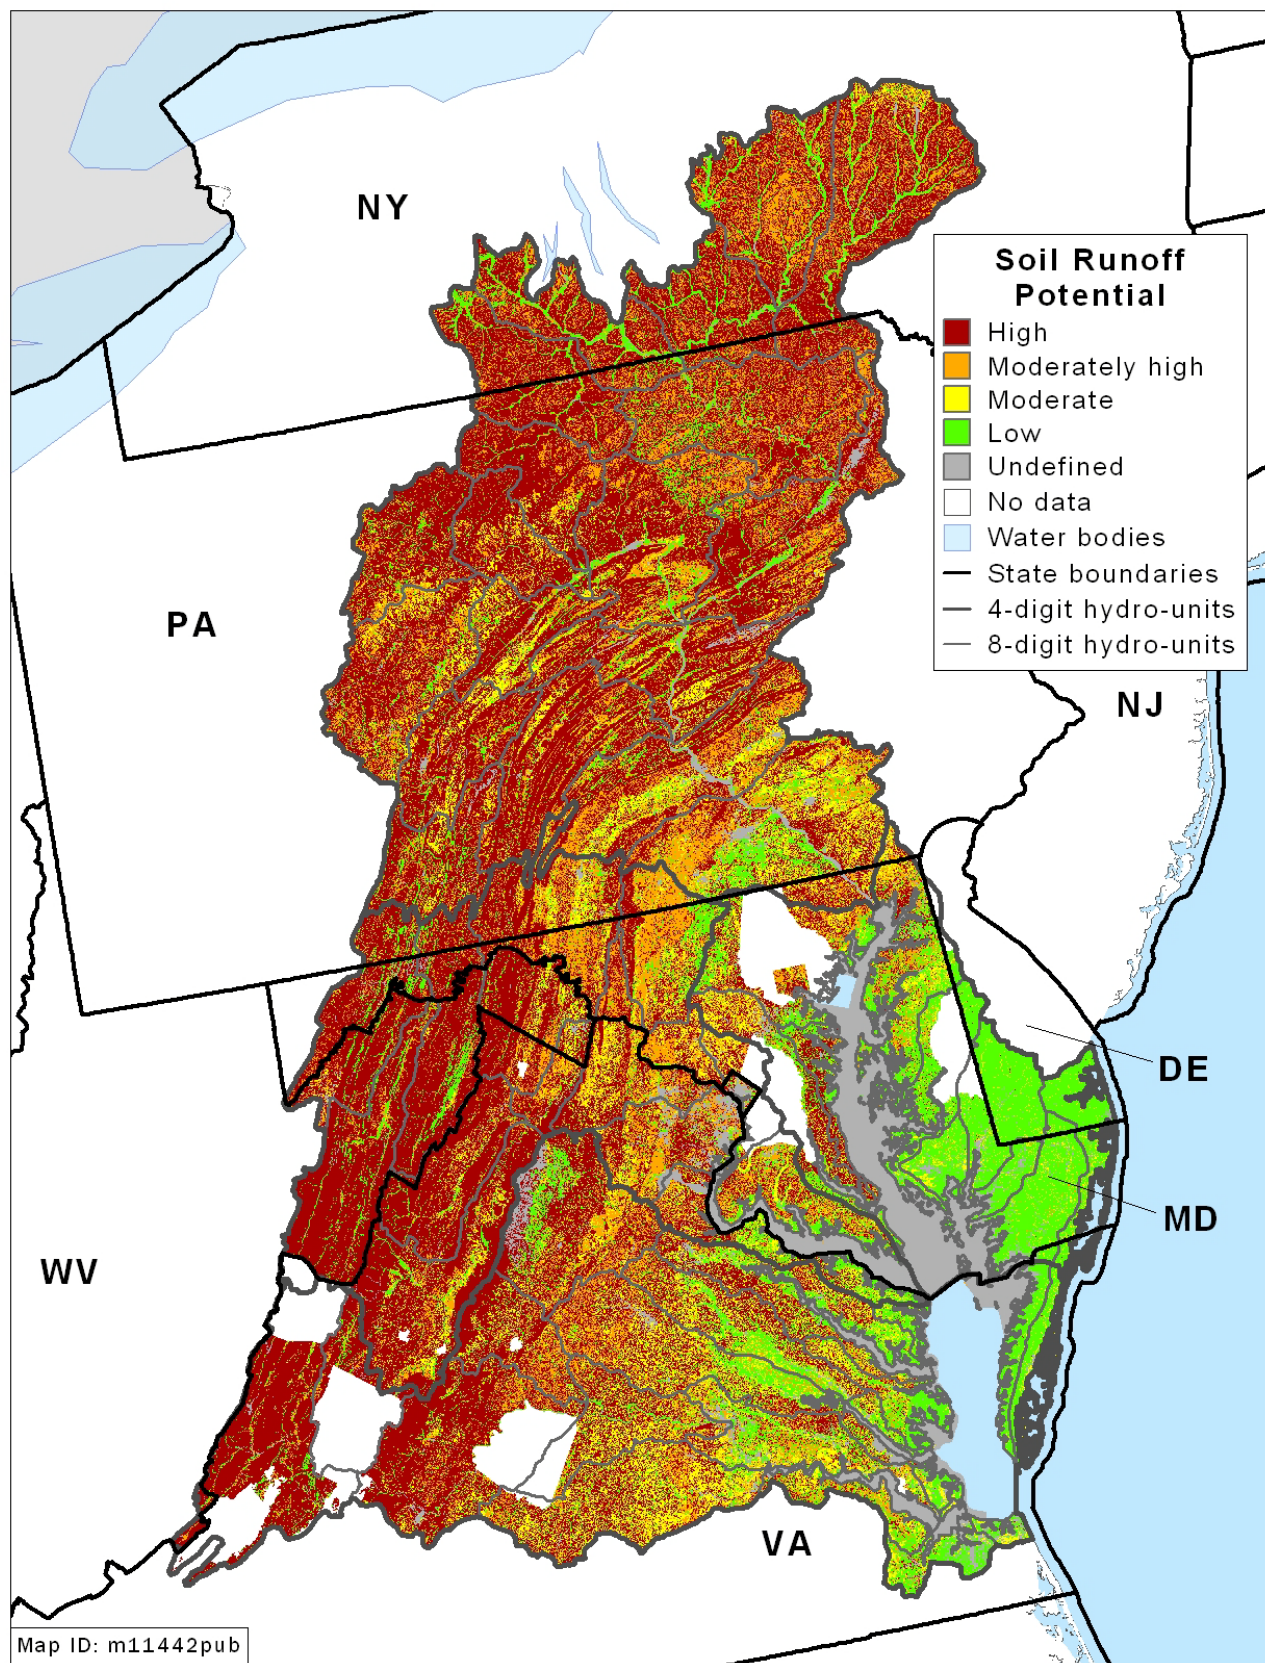 NY
Soil Runoff
Potential
High
Moderately high
Moderate
Low
Undefined
No data
Water bodies
State boundaries
4-digit hydro-units
8-digit hydro-units
PA
NJ
DE
MD
WV
VA
Map ID: m11442pub